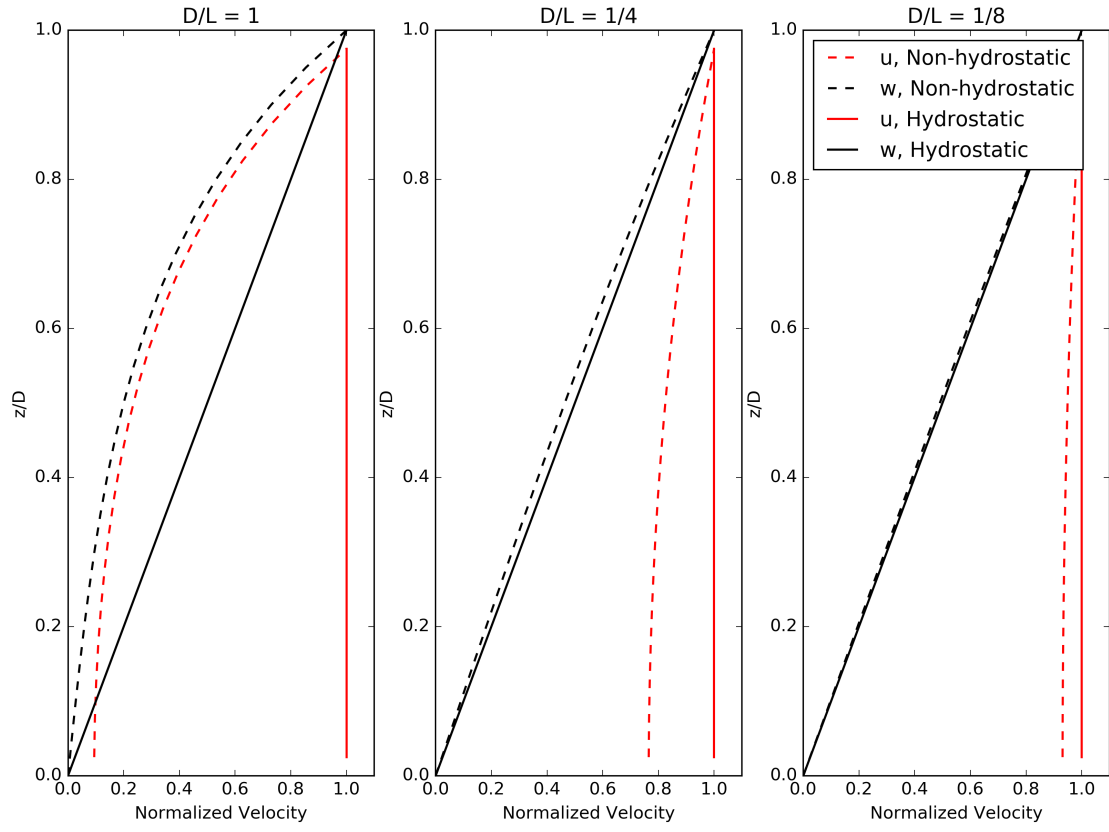 D/L = 1
1.0
0.8
0.6
0.4
0.2
0.0
z/D
0.0 0.2 0.4 0.6 0.8 1.0
Normalized Velocity
D/L = 1/4
1.0
0.8
0.6
0.4
0.2
0.0
z/D
0.0 0.2 0.4 0.6 0.8 1.0
Normalized Velocity
D/L = 1/8
1.0
0.8
0.6
0.4
0.2
0.0
z/D
0.0 0.2 0.4 0.6 0.8 1.0
Normalized Velocity
u, Non-hydrostatic
w, Non-hydrostatic
u, Hydrostatic
w, Hydrostatic